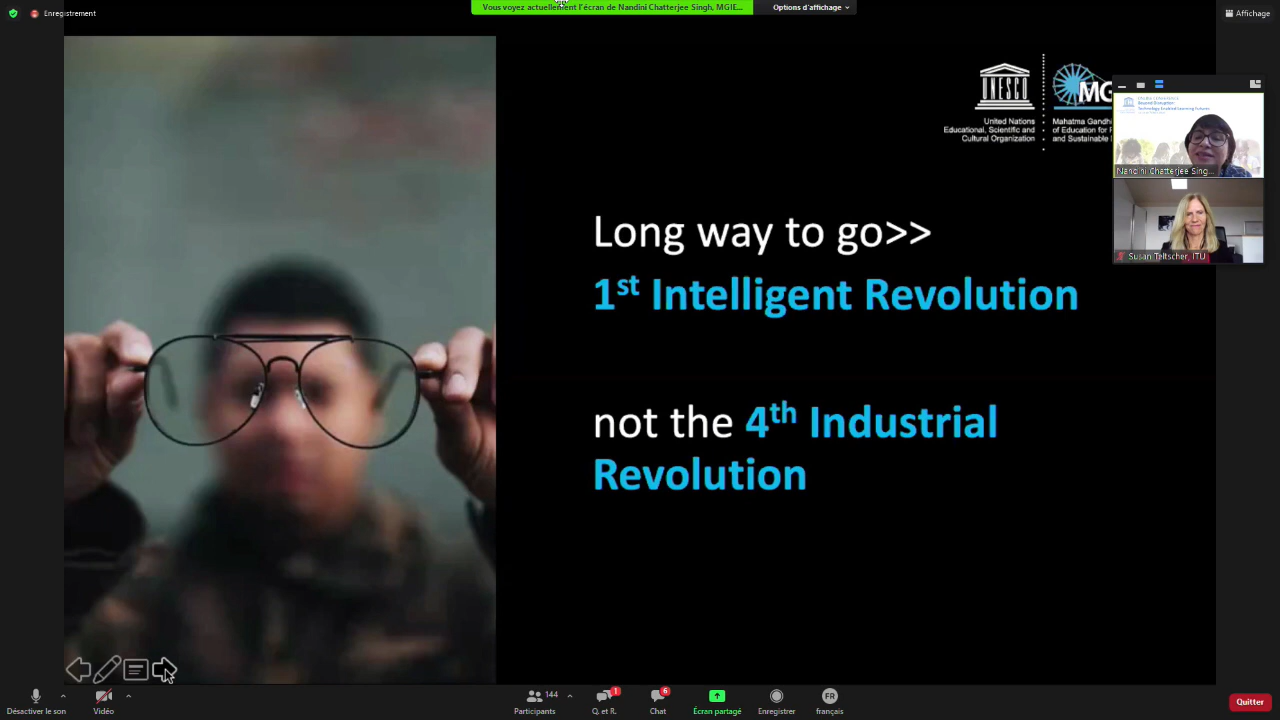 Enregistrement
Vous voyez actuellement l'écran de Nandini Chatterjee Singh, MGIE...
Options d'affichage
Affichage
UNESCO
MG
United Nations
Educational, Scientific and
Cultural Organization
Mahatma Gandhi
of Education for
and Sustainable
Nandini Chatterjee Sing...
Susan Teltscher, ITU
Long way to go>>
1st Intelligent Revolution
not the 4th Industrial
Revolution
Désactiver le son
Vidéo
144
Participants
1
Q. et R.
6
Chat
Écran partagé
Enregistrer
FR
français
Quitter